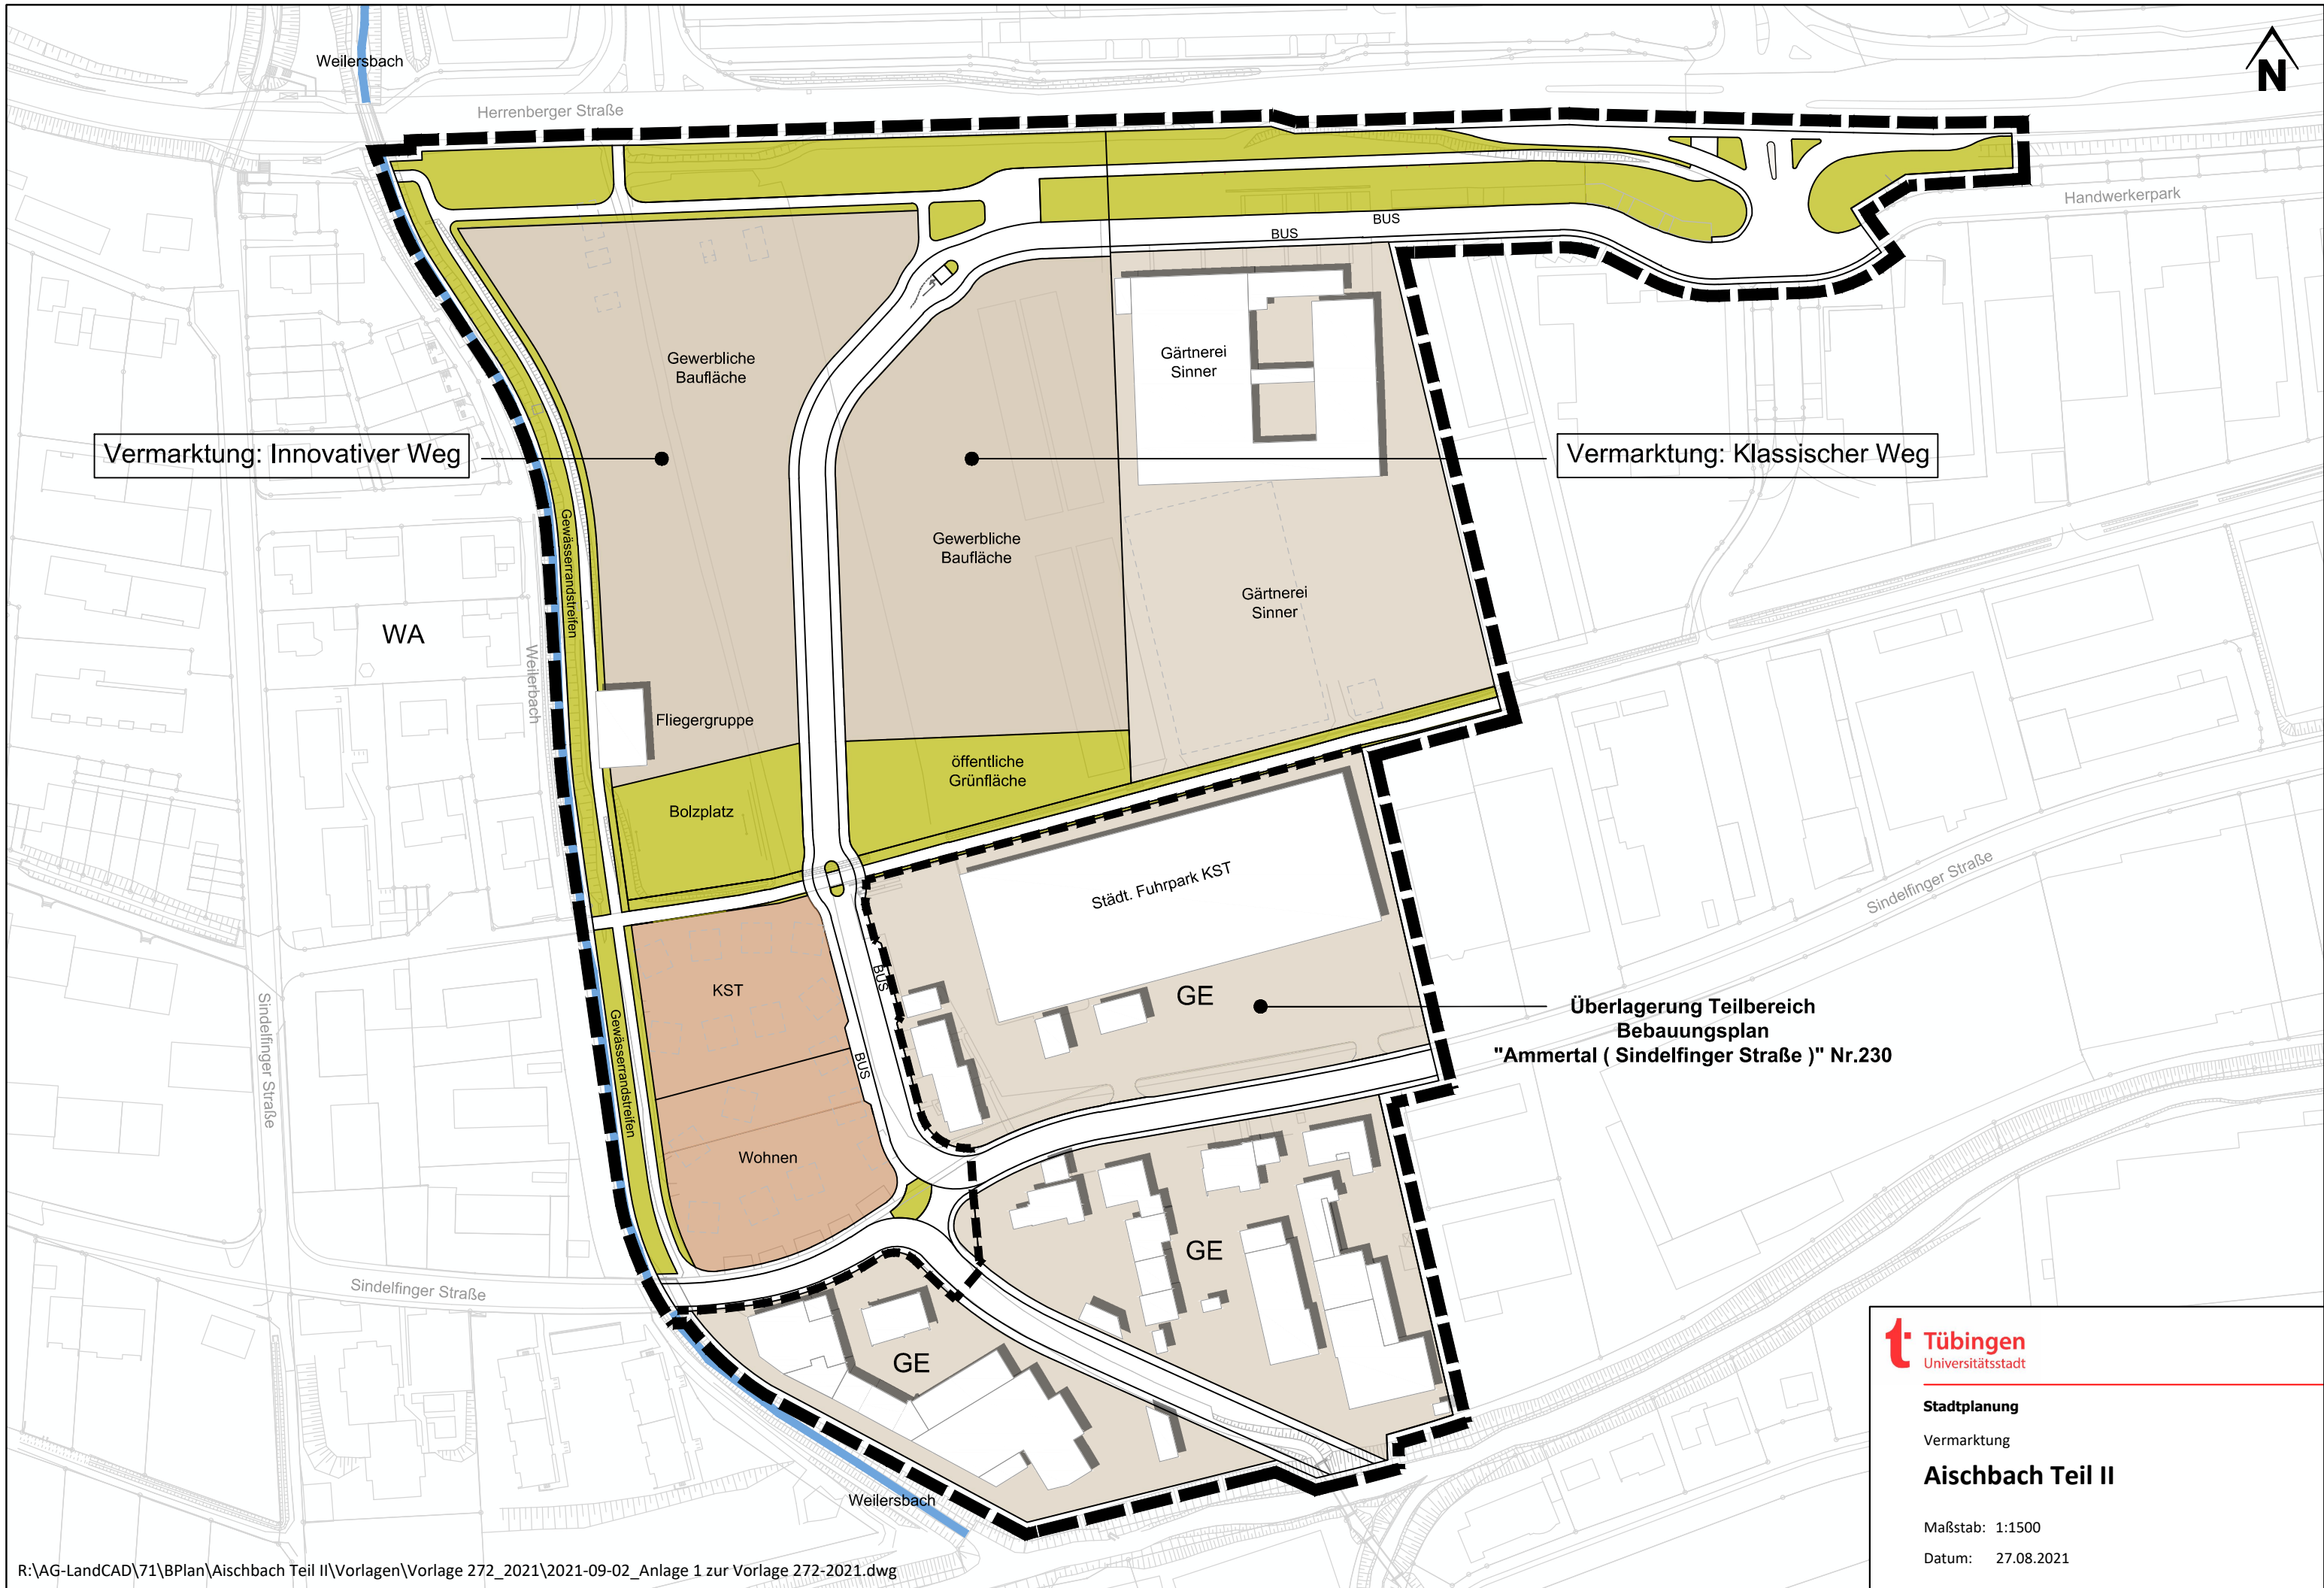 Weilersbach
Herrenberger Straße
N
Handwerkerpark
BUS
BUS
Gewerbliche
Baufläche
Gärtnerei
Sinner
Vermarktung: Innovativer Weg
Vermarktung: Klassischer Weg
Gewässerrandstreifen
Gewerbliche
Baufläche
Gärtnerei
Sinner
WA
Weilerbach
Fliegergruppe
öffentliche
Grünfläche
Bolzplatz
Städt. Fuhrpark KST
Sindelfinger Straße
BUS
KST
GE
Überlagerung Teilbereich
Bebauungsplan
"Ammertal ( Sindelfinger Straße )" Nr.230
Sindelfinger Straße
Gewässerrandstreifen
BUS
Wohnen
GE
Sindelfinger Straße
GE
Weilersbach
t Tübingen
Universitätsstadt
Stadtplanung
Vermarktung
Aischbach Teil II
Maßstab: 1:1500
Datum: 27.08.2021
R:\AG-LandCAD\71\BPlan\Aischbach Teil II\Vorlagen\Vorlage 272_2021\2021-09-02_Anlage 1 zur Vorlage 272-2021.dwg